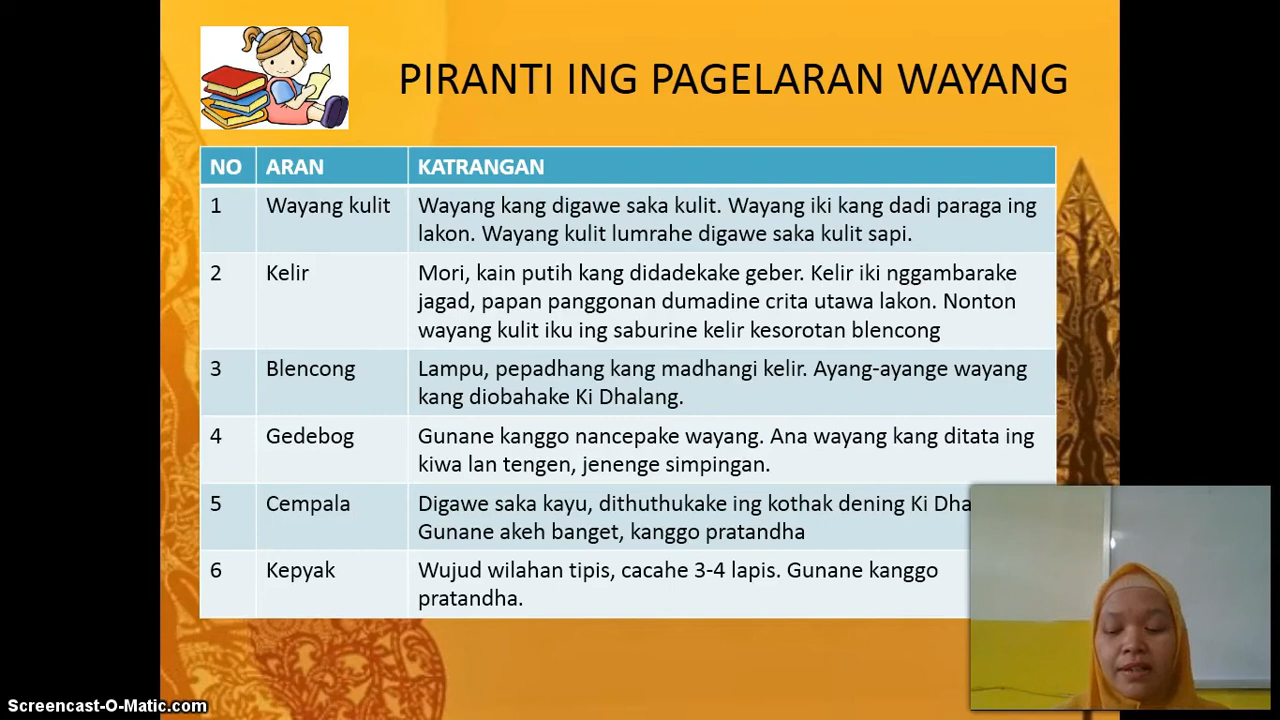 PIRANTI ING PAGELARAN WAYANG
NO ARAN KATRANGAN
1 Wayang kulit Wayang kang digawe saka kulit. Wayang iki kang dadi paraga ing
lakon. Wayang kulit lumrahe digawe saka kulit sapi.
2 Kelir Mori, kain putih kang didadekake geber. Kelir iki nggambarake
jagad, papan panggonan dumadine crita utawa lakon. Nonton
wayang kulit iku ing saburine kelir kesorotan blencong
3 Blencong Lampu, pepadhang kang madhangi kelir. Ayang-ayange wayang
kang diobahake Ki Dhalang.
4 Gedebog Gunane kanggo nancepake wayang. Ana wayang kang ditata ing
kiwa lan tengen, jenenge simpingan.
5 Cempala Digawe saka kayu, dithuthukake ing kothak dening Ki
Gunane akeh banget, kanggo pratandha
6 Kepyak Wujud wilahan tipis, cacahe 3-4 lapis. Gunane kanggo
pratandha.
Screencast-O-Matic.com